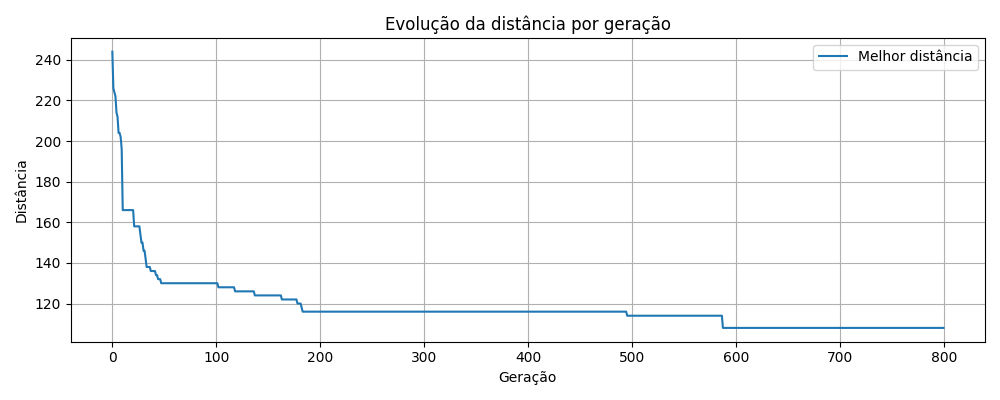 Evolução da distância por geração
Melhor distância
Distância
240
220
200
180
160
140
120
0 100 200 300 400 500 600 700 800
Geração